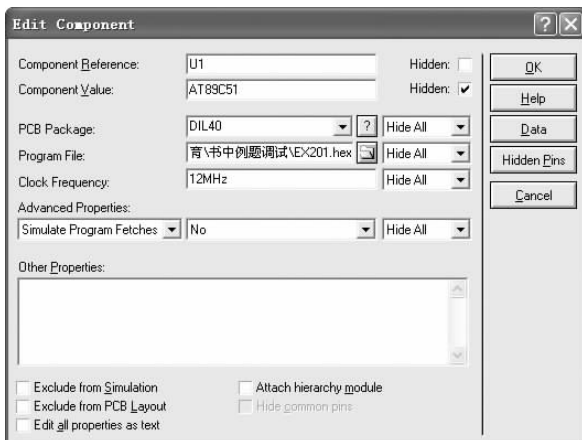 Edit Component
Component Reference: U1 Hidden:
Component Value: AT89C51 Hidden:
PCB Package: DIL40 ? Hide All
Program File: 育\书中例题调试\EX201.hex Hide All
Clock Frequency: 12MHz Hide All
Advanced Properties:
Simulate Program Fetches No Hide All
Other Properties:
Exclude from Simulation Attach hierarchy module
Exclude from PCB Layout Hide common pins
Edit all properties as text
OK
Help
Data
Hidden Pins
Cancel